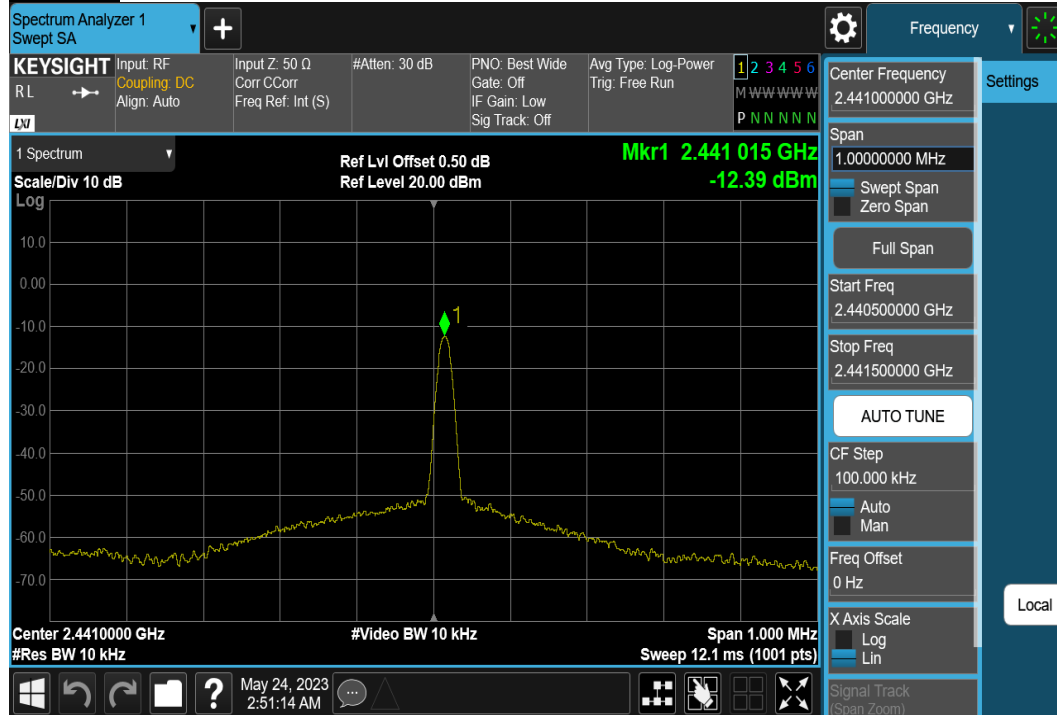 Spectrum Analyzer 1
Swept SA
+
Frequency
KEYSIGHT
RL
LXI
Input: RF
Coupling: DC
Align: Auto
Input Z: 50 Ω
Corr CCorr
Freq Ref: Int (S)
#Atten: 30 dB
PNO: Best Wide
Gate: Off
IF Gain: Low
Sig Track: Off
Avg Type: Log-Power
Trig: Free Run
1 2 3 4 5 6
M W W W W W
P N N N N N
1 Spectrum
Scale/Div 10 dB
Log
Ref Lvl Offset 0.50 dB
Ref Level 20.00 dBm
Mkr1 2.441 015 GHz
-12.39 dBm
10.0
0.00
-10.0
-20.0
-30.0
-40.0
-50.0
-60.0
-70.0
1
Center 2.4410000 GHz
#Res BW 10 kHz
#Video BW 10 kHz
Span 1.000 MHz
Sweep 12.1 ms (1001 pts)
?
May 24, 2023
2:51:14 AM
Center Frequency
2.441000000 GHz
Span
1.00000000 MHz
Swept Span
Zero Span
Full Span
Start Freq
2.440500000 GHz
Stop Freq
2.441500000 GHz
AUTO TUNE
CF Step
100.000 kHz
Auto
Man
Freq Offset
0 Hz
X Axis Scale
Log
Lin
Signal Track
(Span Zoom)
Settings
Local